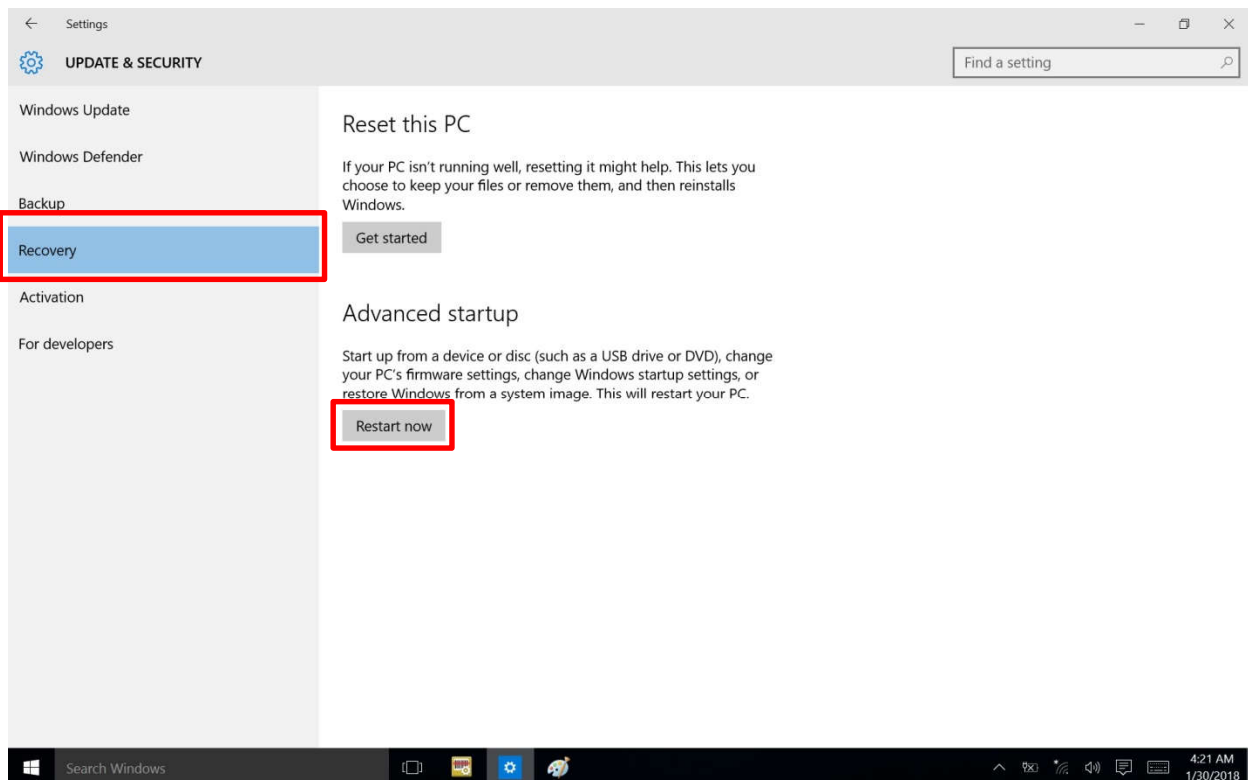 Settings
UPDATE & SECURITY
Find a setting
Windows Update
Windows Defender
Backup
Recovery
Activation
For developers
Reset this PC
If your PC isn't running well, resetting it might help. This lets you
choose to keep your files or remove them, and then reinstalls
Windows.
Get started
Advanced startup
Start up from a device or disc (such as a USB drive or DVD), change
your PC's firmware settings, change Windows startup settings, or
restore Windows from a system image. This will restart your PC.
Restart now
Search Windows
4:21 AM
1/30/2018